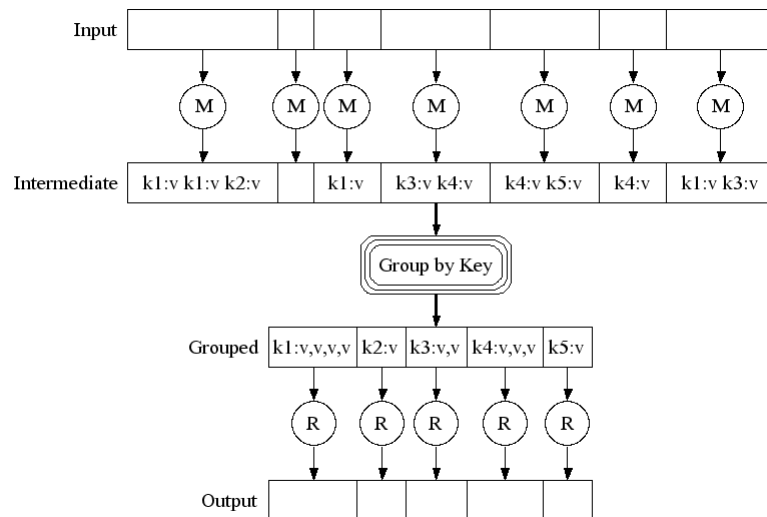 Input
M M M M M M M
Intermediate k1:v k1:v k2:v k1:v k3:v k4:v k4:v k5:v k4:v k1:v k3:v
Group by Key
Grouped k1:v,v,v,v k2:v k3:v,v k4:v,v,v k5:v
R R R R R
Output